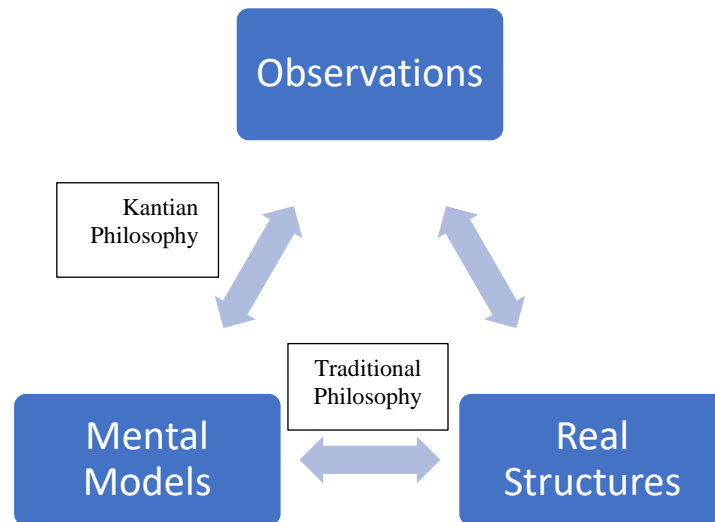 Observations
Kantian
Philosophy
Traditional
Philosophy
Mental
Models
Real
Structures